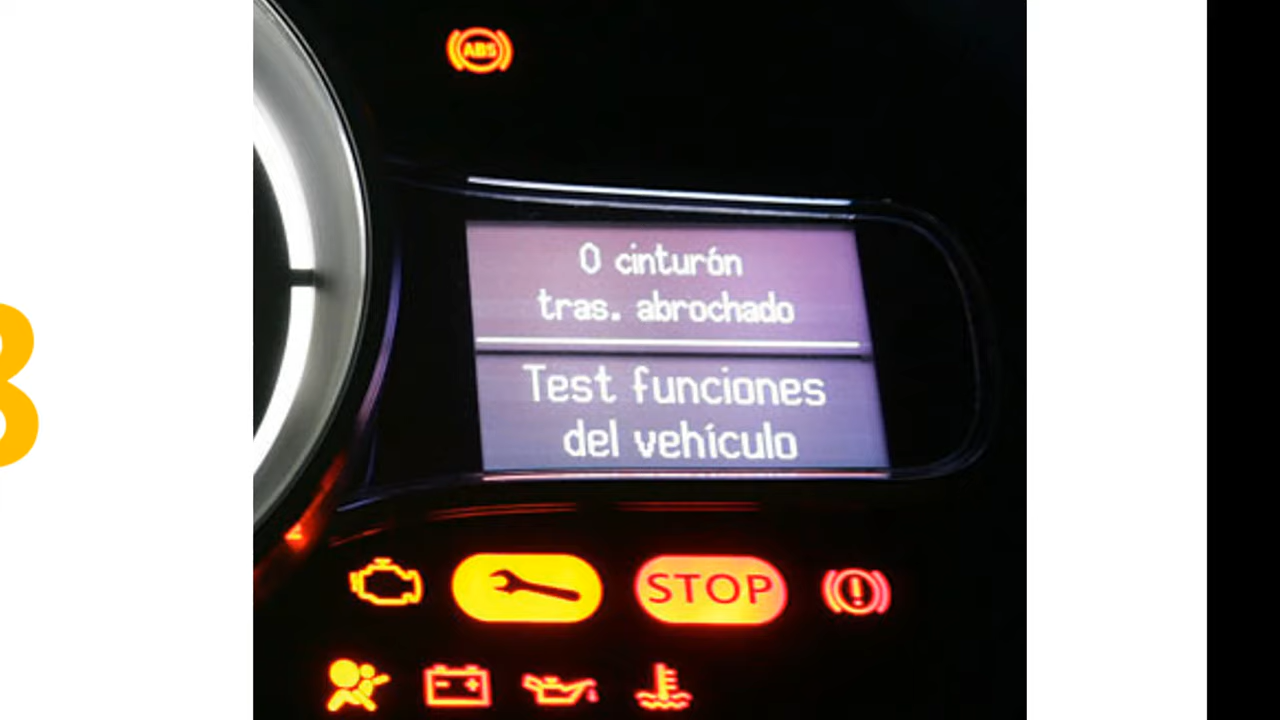 ABS
0 cinturón
tras. abrochado
Test funciones
del vehículo
STOP